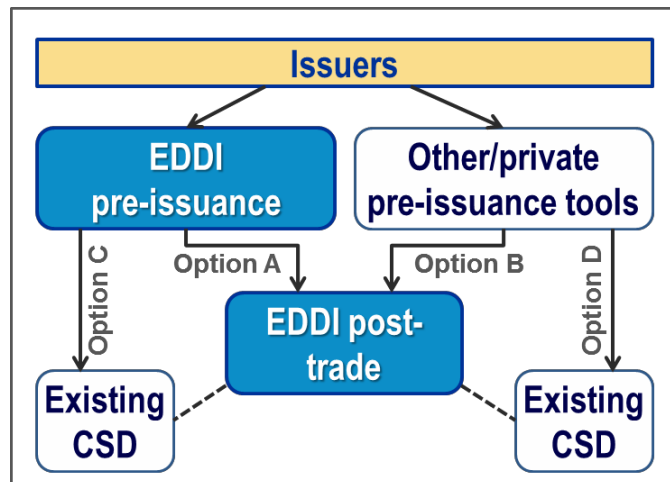 Issuers
EDDI
pre-issuance
Other/private
pre-issuance tools
Option C
Option A
Option B
Option D
EDDI post-
trade
Existing
CSD
Existing
CSD